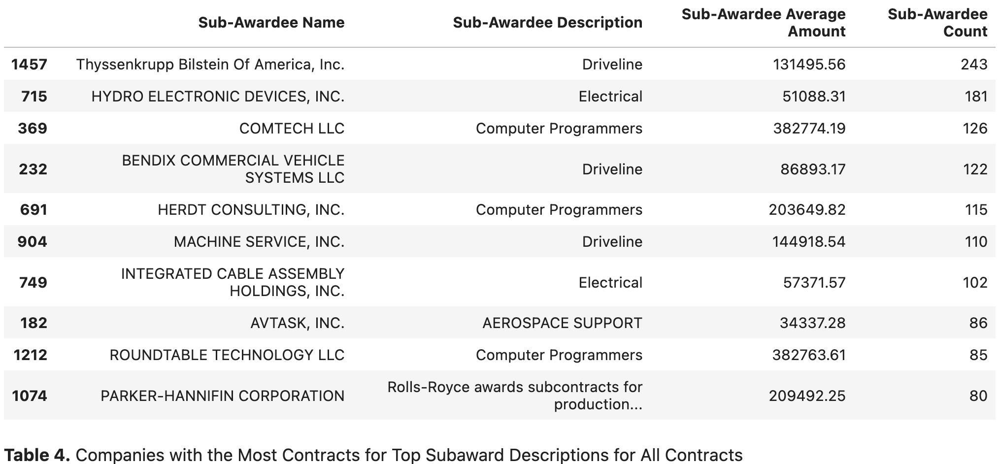 Sub-Awardee Name Sub-Awardee Description Sub-Awardee Average Amount Sub-Awardee Count
1457 Thyssenkrupp Bilstein Of America, Inc. Driveline 131495.56 243
715 HYDRO ELECTRONIC DEVICES, INC. Electrical 51088.31 181
369 COMTECH LLC Computer Programmers 382774.19 126
232 BENDIX COMMERCIAL VEHICLE SYSTEMS LLC Driveline 86893.17 122
691 HERDT CONSULTING, INC. Computer Programmers 203649.82 115
904 MACHINE SERVICE, INC. Driveline 144918.54 110
749 INTEGRATED CABLE ASSEMBLY HOLDINGS, INC. Electrical 57371.57 102
182 AVTASK, INC. AEROSPACE SUPPORT 34337.28 86
1212 ROUNDTABLE TECHNOLOGY LLC Computer Programmers 382763.61 85
1074 PARKER-HANNIFIN CORPORATION Rolls-Royce awards subcontracts for production... 209492.25 80
Table 4. Companies with the Most Contracts for Top Subaward Descriptions for All Contracts